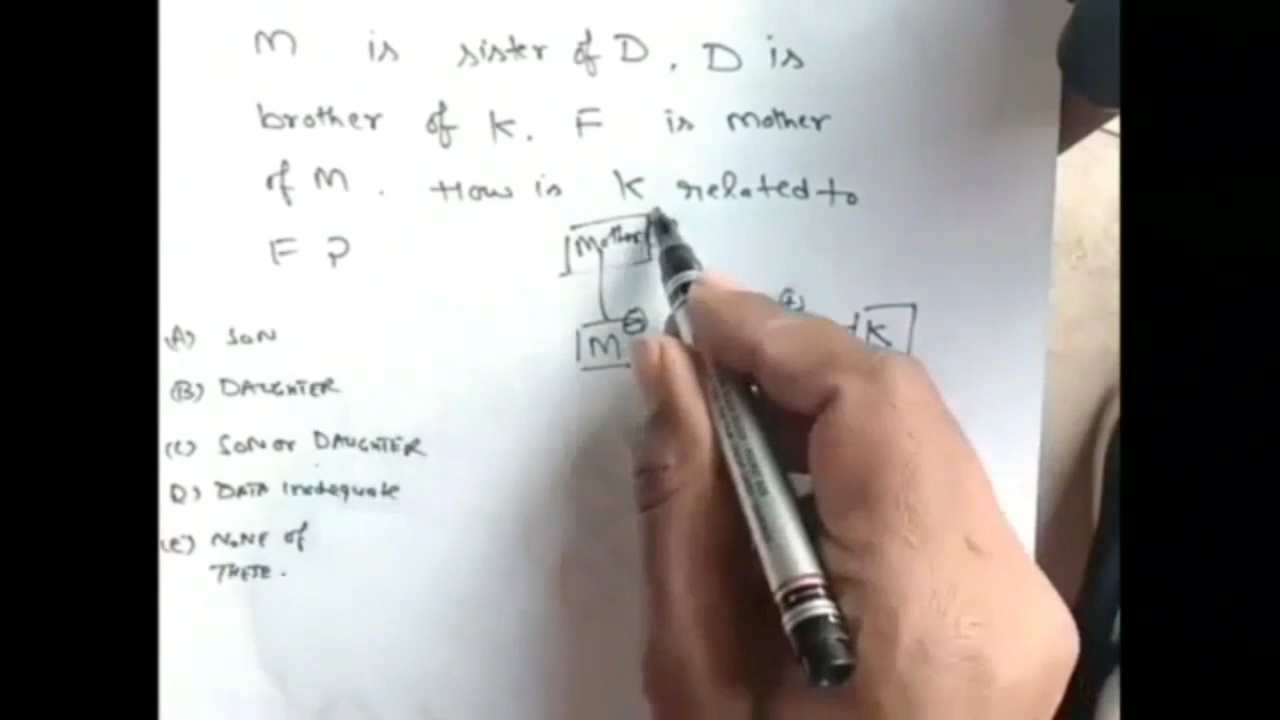 M is sister of D. D is
brother of K. F is mother
of M. How is K related to
F ?
Mother
M
K
(A) SON
(B) DAUGHTER
(C) SON or DAUGHTER
(D) DATA inadequate
(E) NONE of
THESE.